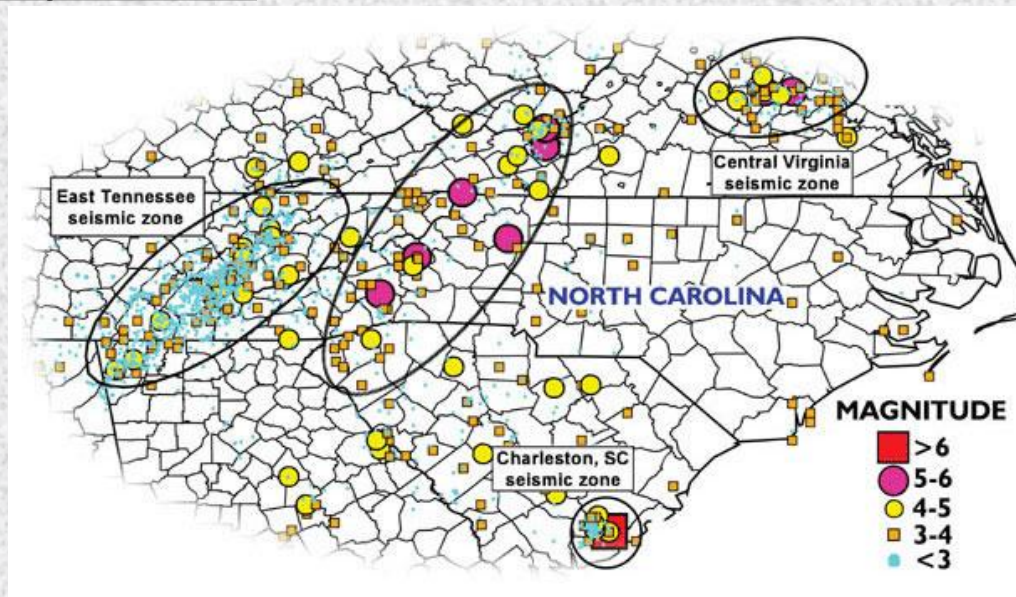 East Tennessee
seismic zone
Central Virginia
seismic zone
NORTH CAROLINA
Charleston, SC
seismic zone
MAGNITUDE
>6
5-6
4-5
3-4
<3